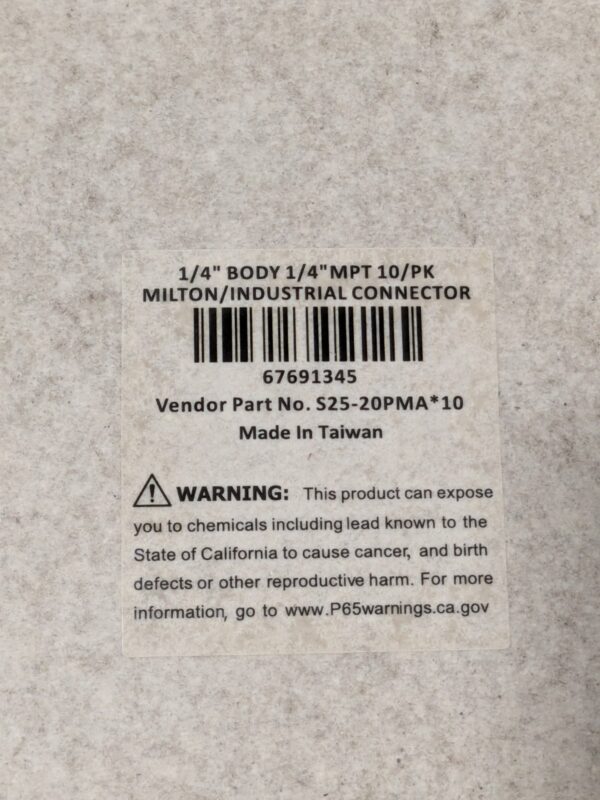 1/4" BODY 1/4"MPT 10/PK
MILTON/INDUSTRIAL CONNECTOR
67691345
Vendor Part No. S25-20PMA*10
Made In Taiwan
WARNING: This product can expose
you to chemicals including lead known to the
State of California to cause cancer, and birth
defects or other reproductive harm. For more
information, go to www.P65warnings.ca.gov